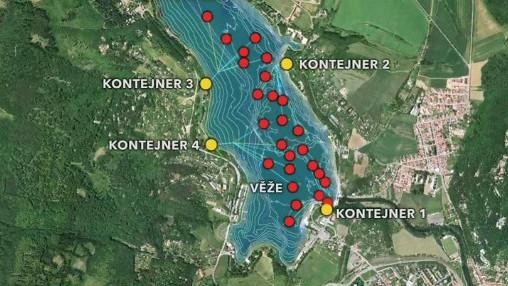 KONTEJNER 2
KONTEJNER 3
KONTEJNER 4
VĚŽE
KONTEJNER 1